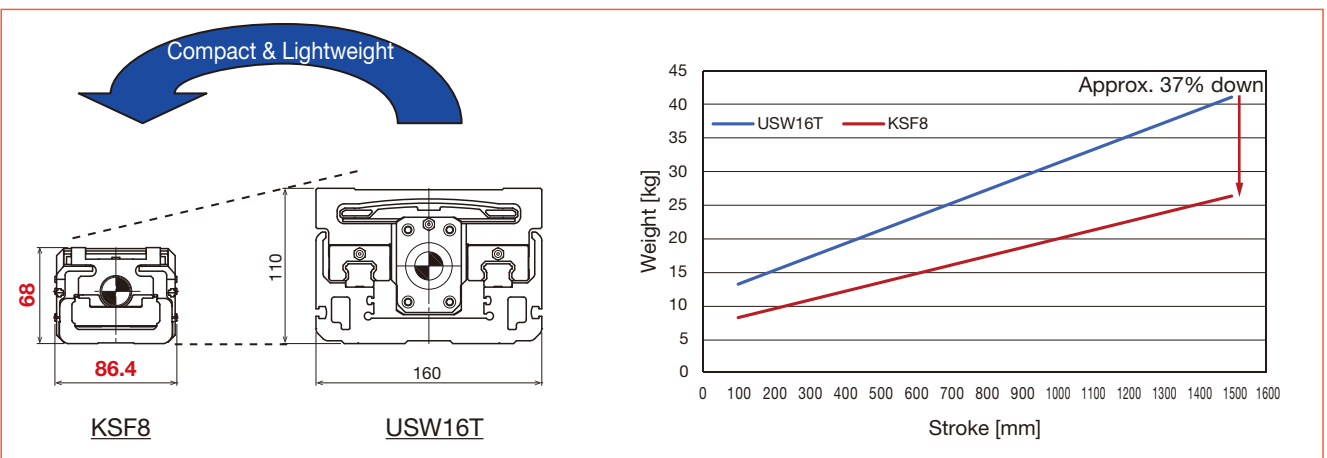 Compact & Lightweight
68
86.4
KSF8
110
160
USW16T
45
40
35
30
25
20
15
10
5
0
Weight [kg]
Approx. 37% down
USW16T KSF8
0 100 200 300 400 500 600 700 800 900 1000 1100 1200 1300 1400 1500 1600
Stroke [mm]